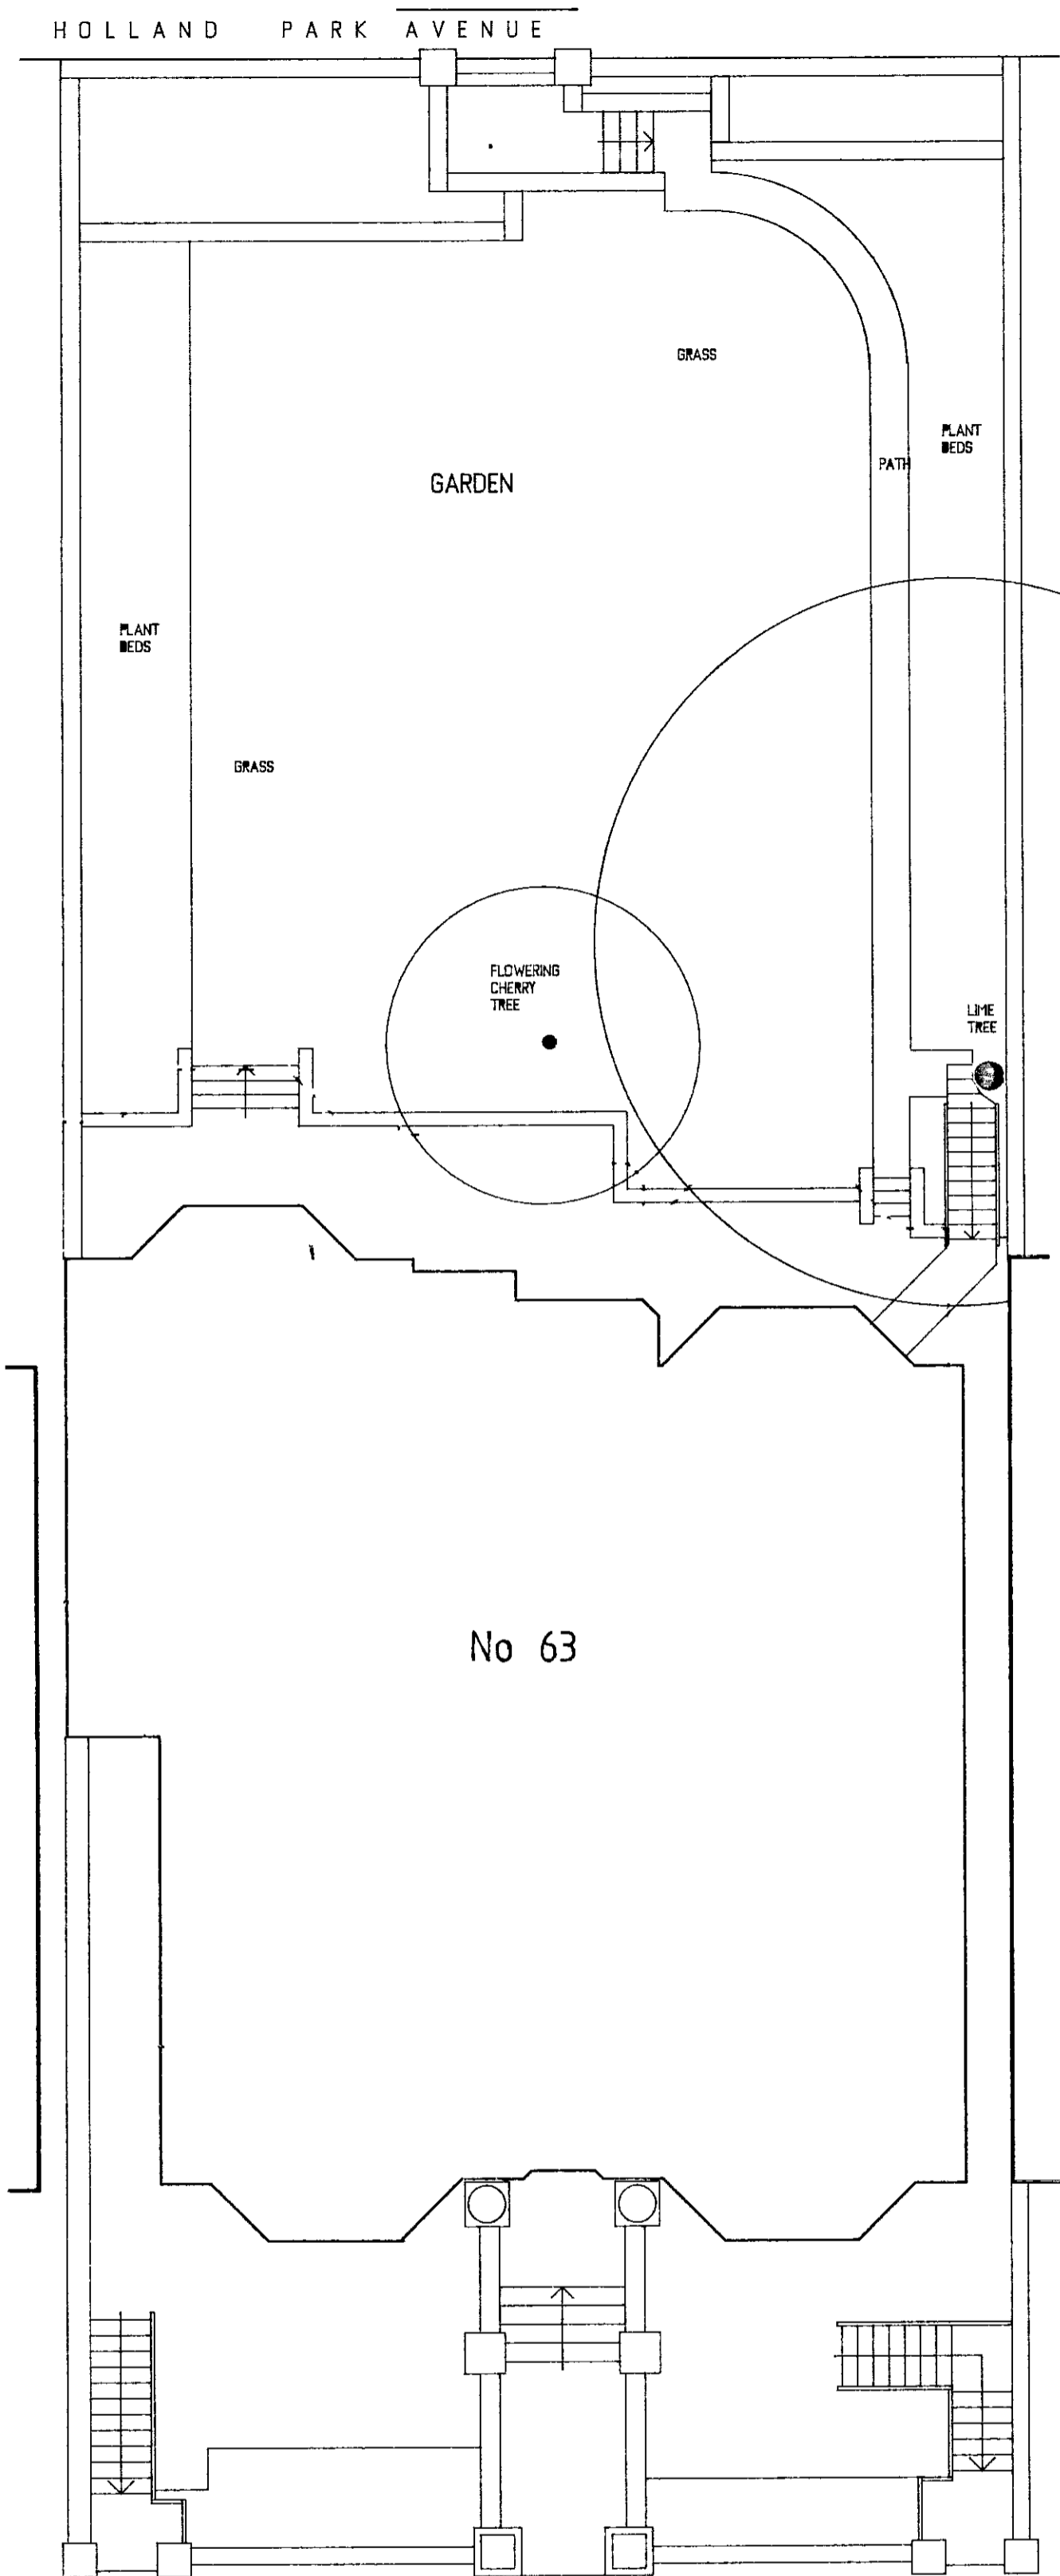 HOLLAND PARK AVENUE
GRASS
PLANT
BEDS
PATH
GARDEN
PLANT
BEDS
GRASS
FLOWERING
CHERRY
TREE
LIME
TREE
No 63